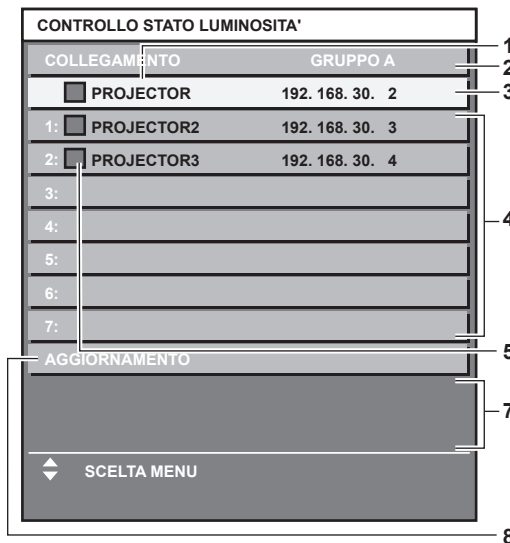 CONTROLLO STATO LUMINOSITA'
COLLEGAMENTO GRUPPO A
PROJECTOR 192. 168. 30. 2
1: PROJECTOR2 192. 168. 30. 3
2: PROJECTOR3 192. 168. 30. 4
3:
4:
5:
6:
7:
AGGIORNAMENTO
SCELTA MENU
1
2
3
4
5
7
8